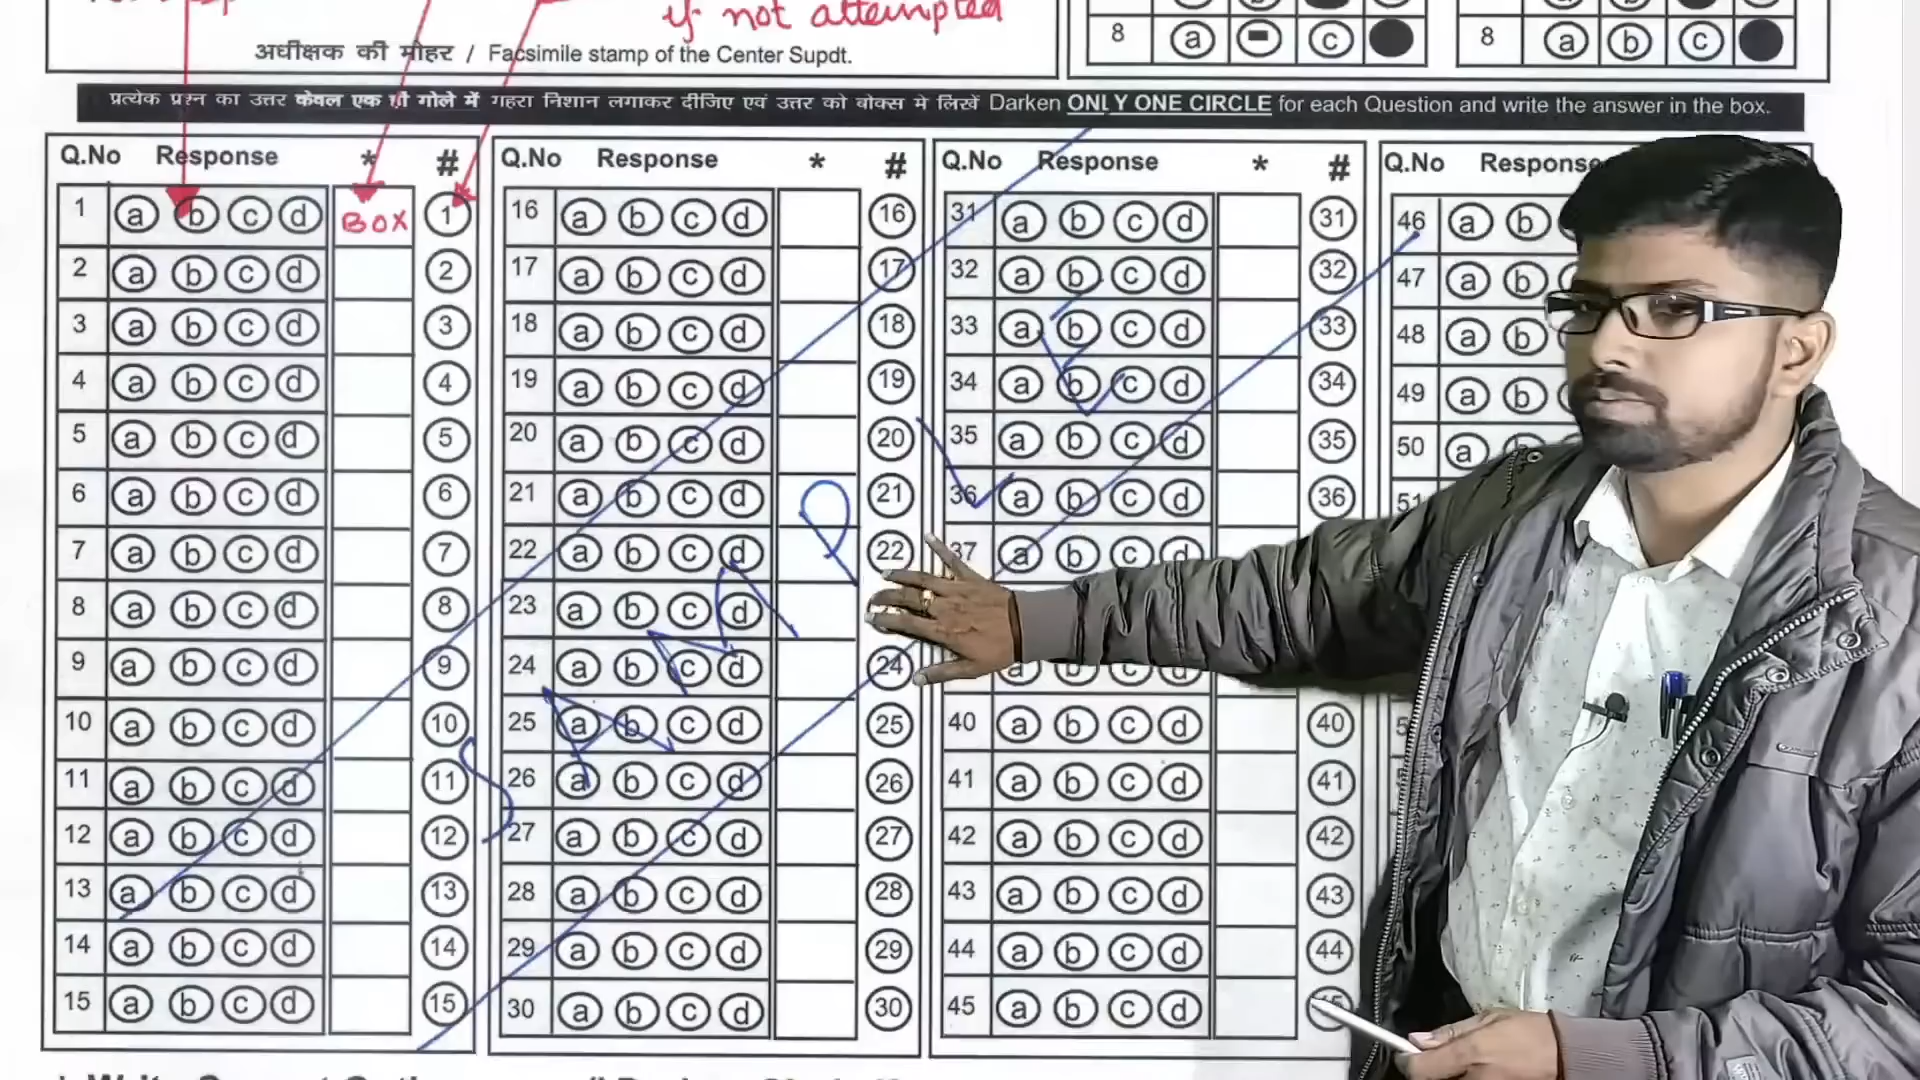 if not attempted
अधीक्षक की मोहर / Facsimile stamp of the Center Supdt.
8 a c
8 a b c
प्रत्येक प्रश्न का उत्तर केवल एक ही गोले में गहरा निशान लगाकर दीजिए एवं उत्तर को बोक्स मे लिखें Darken ONLY ONE CIRCLE for each Question and write the answer in the box.
Q.No Response * #
1 a b c d BOX 1
2 a b c d 2
3 a b c d 3
4 a b c d 4
5 a b c d 5
6 a b c d 6
7 a b c d 7
8 a b c d 8
9 a b c d 9
10 a b c d 10
11 a b c d 11
12 a b c d 12
13 a b c d 13
14 a b c d 14
15 a b c d 15
Q.No Response * #
16 a b c d 16
17 a b c d 17
18 a b c d 18
19 a b c d 19
20 a b c d 20
21 a b c d 21
22 a b c d 22
23 a b c d
24 a b c d 24
25 a b c d 25
26 a b c d 26
27 a b c d 27
28 a b c d 28
29 a b c d 29
30 a b c d 30
SAMPLE
Q.No Response * #
31 a b c d 31
32 a b c d 32
33 a b c d 33
34 a b c d 34
35 a b c d 35
36 a b c d 36
37 a b c d
a b c d
40 a b c d 40
41 a b c d 41
42 a b c d 42
43 a b c d 43
44 a b c d 44
45 a b c d
Q.No Response
46 a b
47 a b
48 a b
49 a b
50 a b
51